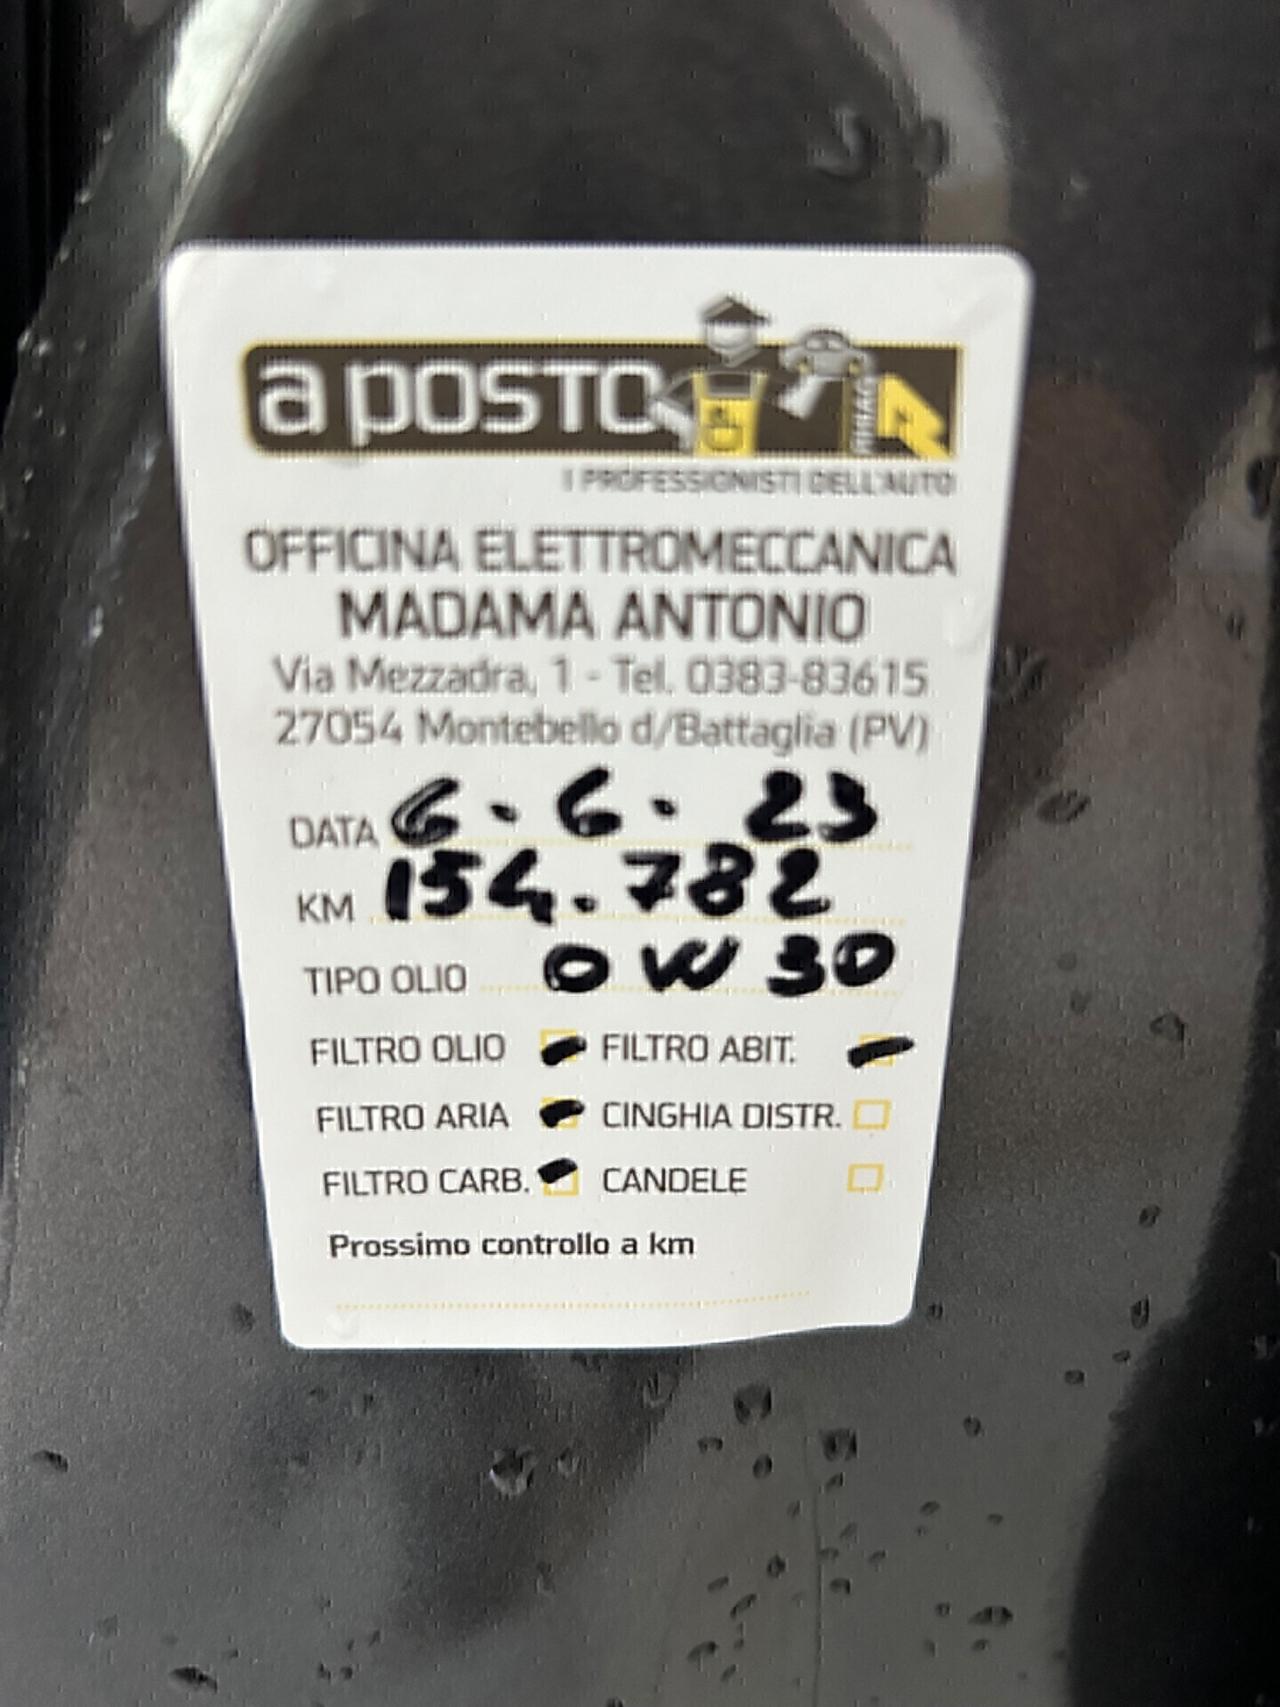 a posto
I PROFESSIONISTI DELL'AUTO
OFFICINA ELETTROMECCANICA
MADAMA ANTONIO
Via Mezzadra, 1 - Tel. 0383-83615
27054 Montebello d/Battaglia (PV)
DATA 6.6.23
KM 154.782
TIPO OLIO 0W30
FILTRO OLIO FILTRO ABIT.
FILTRO ARIA CINGHIA DISTR.
FILTRO CARB. CANDELE
Prossimo controllo a km